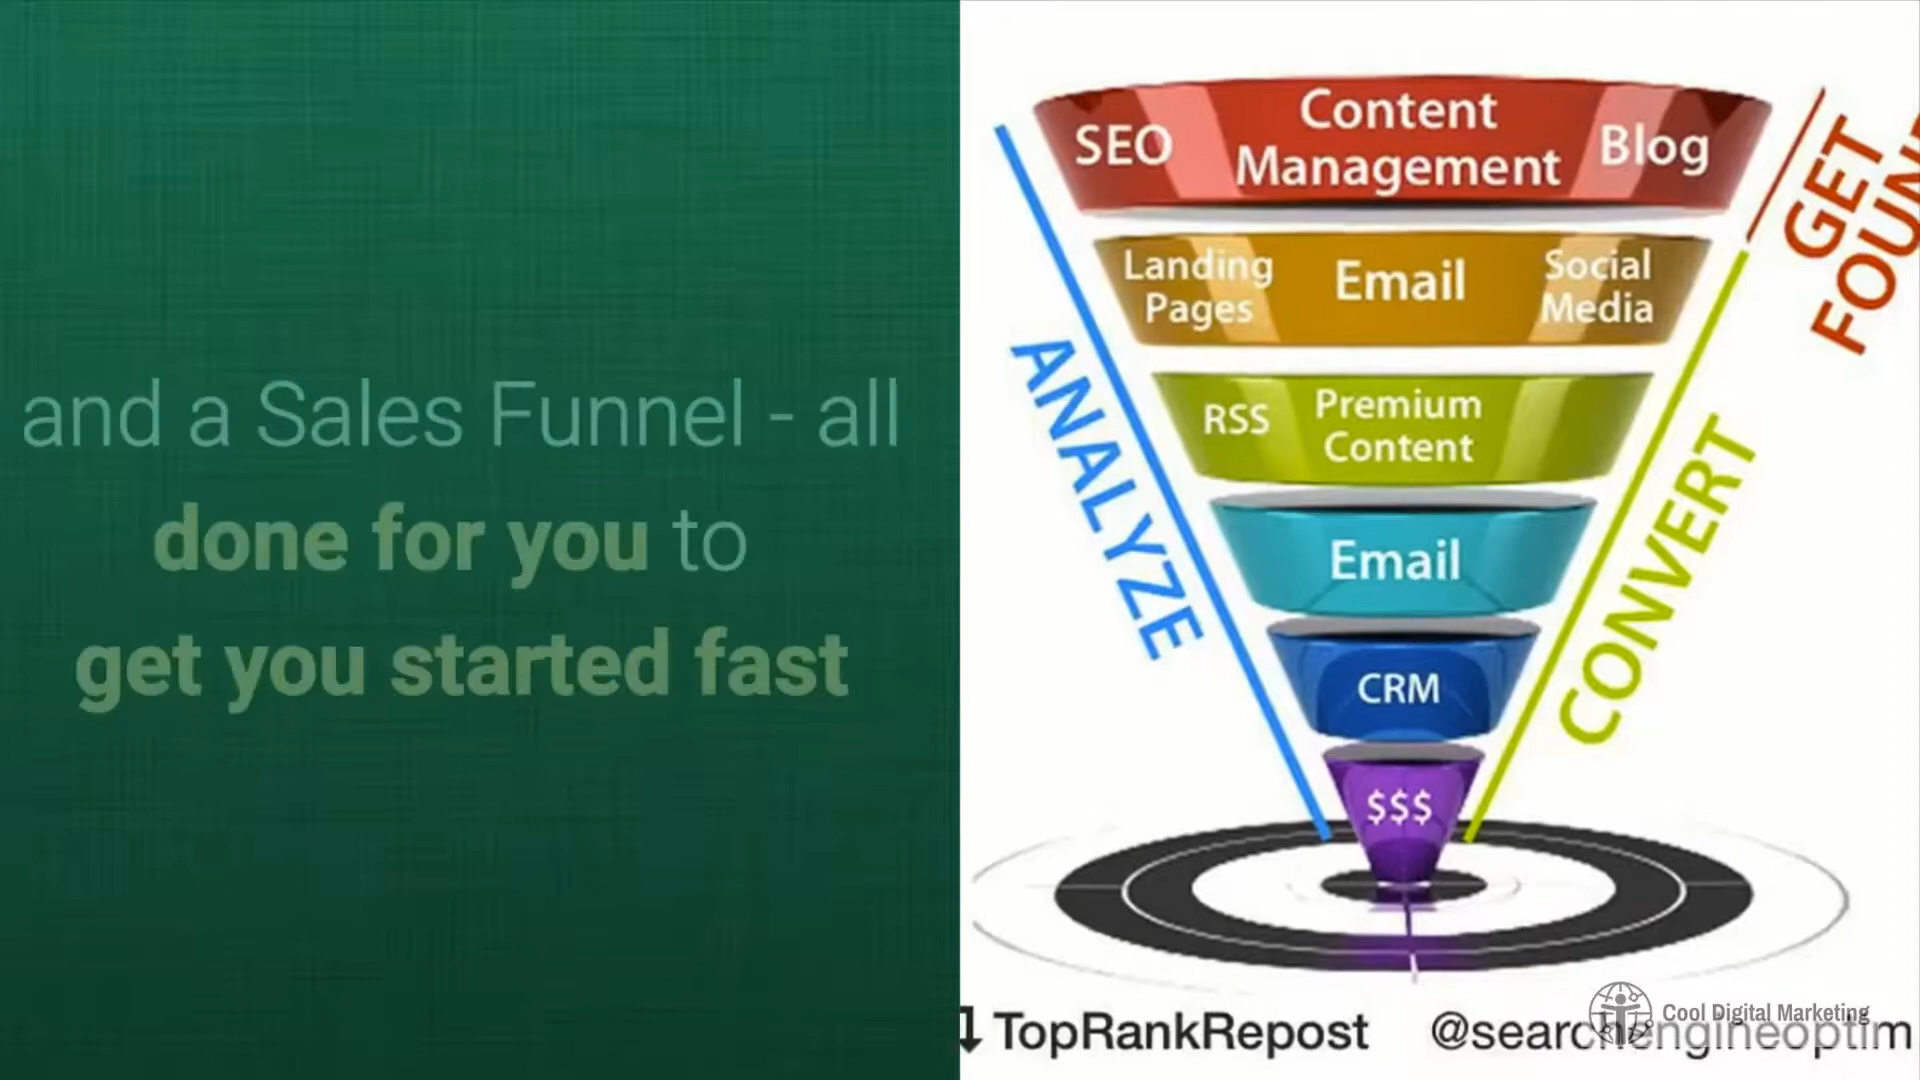 and a Sales Funnel - all
done for you to
get you started fast
SEO
Content
Management
Blog
Landing
Pages
Email
Social
Media
RSS
Premium
Content
Email
CRM
$$$
ANALYZE
GET
CONVERT
TopRankRepost
Cool Digital Marketing